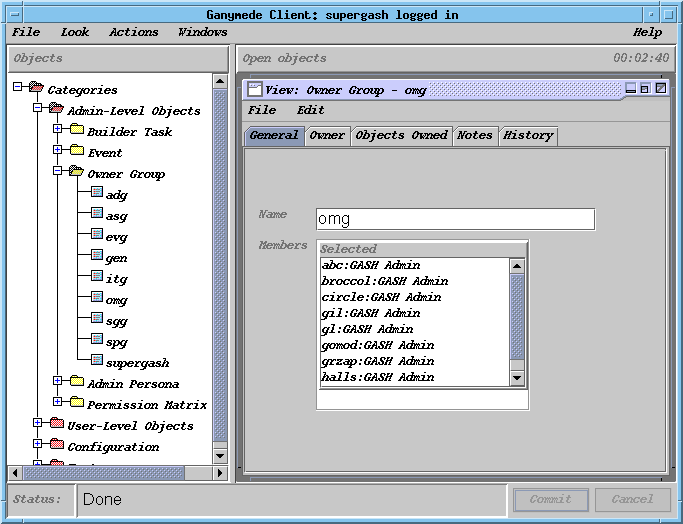 Ganymede Client: supergash logged in
File Look Actions Windows Help
Objects
Open objects 00:02:40
Categories
Admin-Level Objects
Builder Task
Event
Owner Group
adg
asg
evg
gen
itg
omg
sgg
spg
supergash
Admin Persona
Permission Matrix
User-Level Objects
Configuration
View: Owner Group - omg
File Edit
General Owner Objects Owned Notes History
Name omg
Members
Selected
abc:GASH Admin
broccol:GASH Admin
circle:GASH Admin
gil:GASH Admin
gl:GASH Admin
gomod:GASH Admin
grzap:GASH Admin
halls:GASH Admin
Status: Done
Commit Cancel